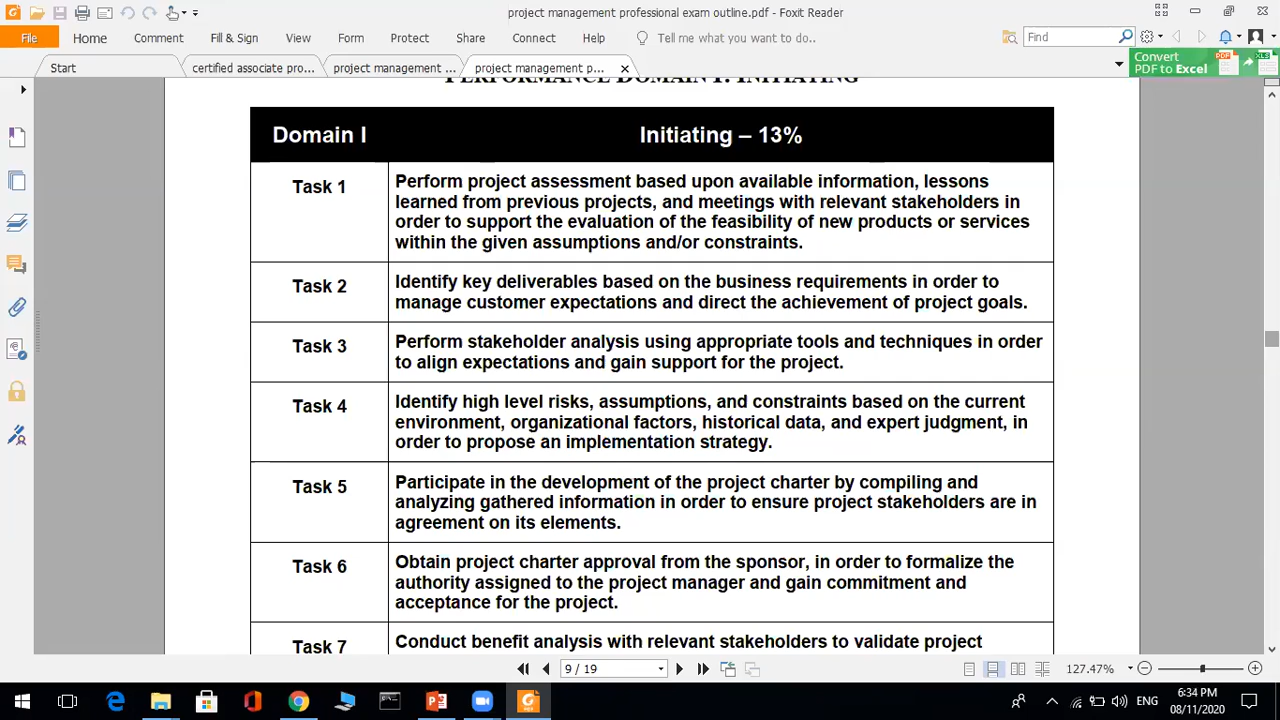 project management professional exam outline.pdf - Foxit Reader
File Home Comment Fill & Sign View Form Protect Share Connect Help Tell me what you want to do.. Find
Start certified associate pro... project management ... project management p...
Convert
PDF to Excel
PERFORMANCE DOMAIN I: INITIATING
Domain I Initiating – 13%
Task 1 Perform project assessment based upon available information, lessons
learned from previous projects, and meetings with relevant stakeholders in
order to support the evaluation of the feasibility of new products or services
within the given assumptions and/or constraints.
Task 2 Identify key deliverables based on the business requirements in order to
manage customer expectations and direct the achievement of project goals.
Task 3 Perform stakeholder analysis using appropriate tools and techniques in order
to align expectations and gain support for the project.
Task 4 Identify high level risks, assumptions, and constraints based on the current
environment, organizational factors, historical data, and expert judgment, in
order to propose an implementation strategy.
Task 5 Participate in the development of the project charter by compiling and
analyzing gathered information in order to ensure project stakeholders are in
agreement on its elements.
Task 6 Obtain project charter approval from the sponsor, in order to formalize the
authority assigned to the project manager and gain commitment and
acceptance for the project.
Task 7 Conduct benefit analysis with relevant stakeholders to validate project
9 / 19 127.47%
ENG 6:34 PM
08/11/2020